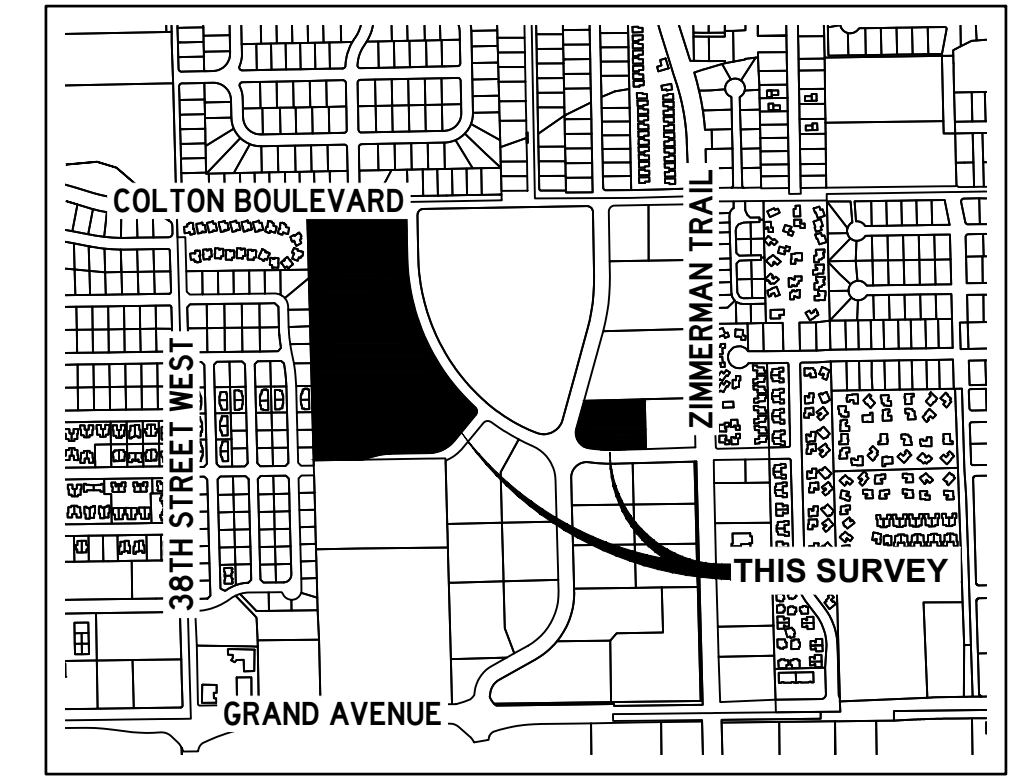 COLTON BOULEVARD
ZIMMERMAN TRAIL
38TH STREET WEST
THIS SURVEY
GRAND AVENUE